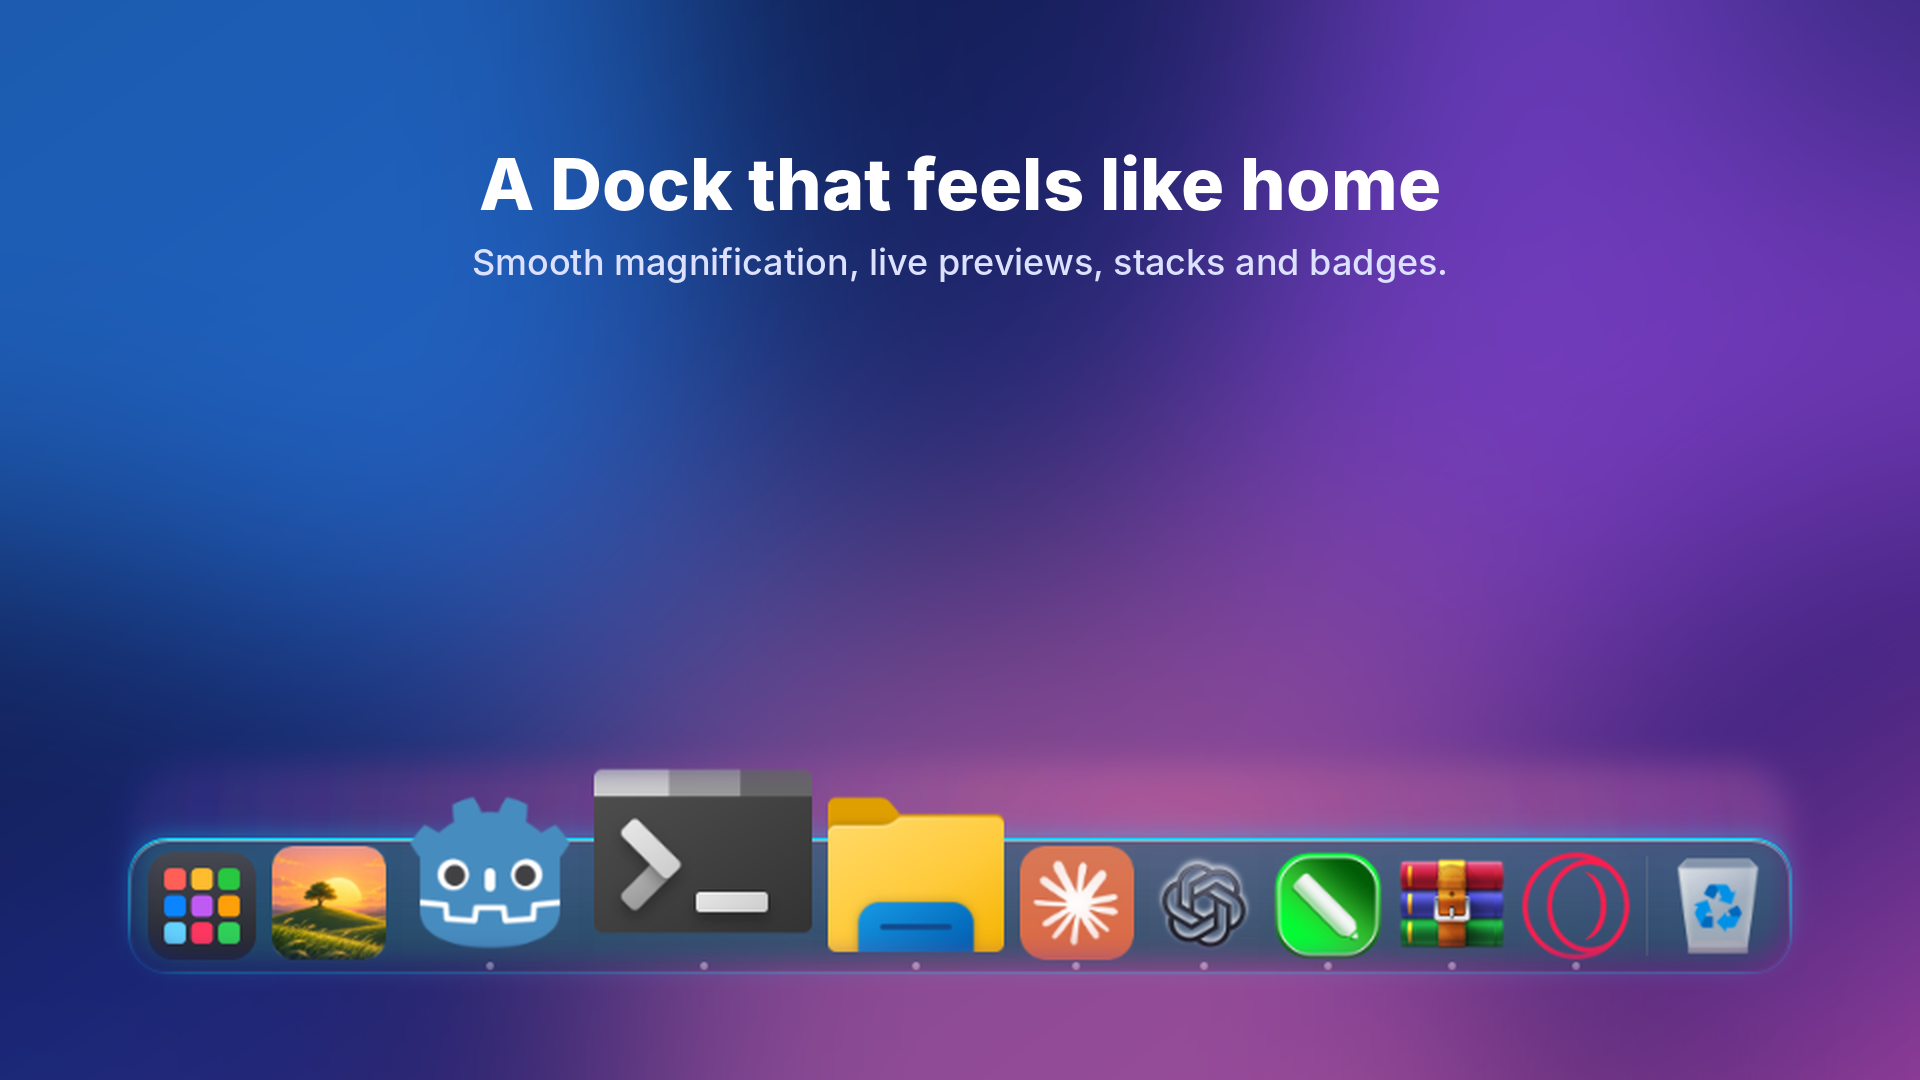 A Dock that feels like home
Smooth magnification, live previews, stacks and badges.